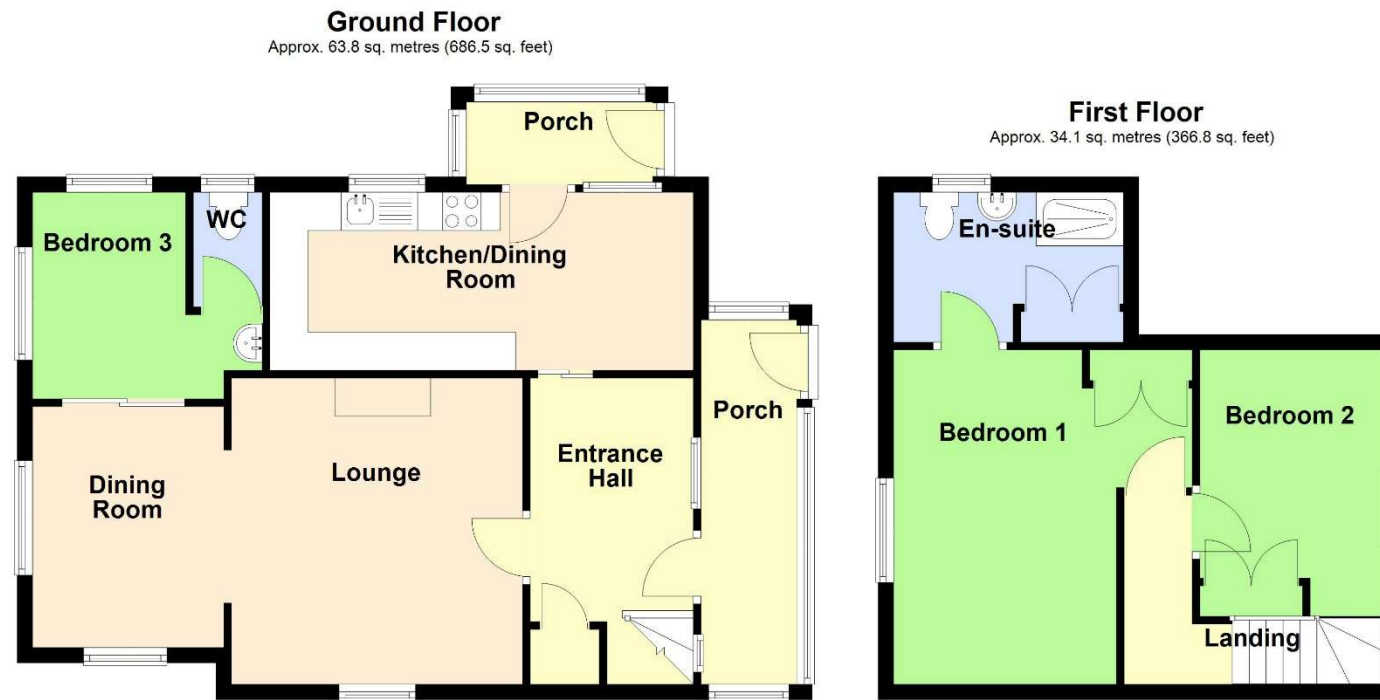 Ground Floor
Approx. 63.8 sq. metres (686.5 sq. feet)
Porch
WC
Bedroom 3
Kitchen/Dining
Room
Porch
Lounge
Entrance
Hall
Dining
Room
First Floor
Approx. 34.1 sq. metres (366.8 sq. feet)
En-suite
Bedroom 1
Bedroom 2
Landing